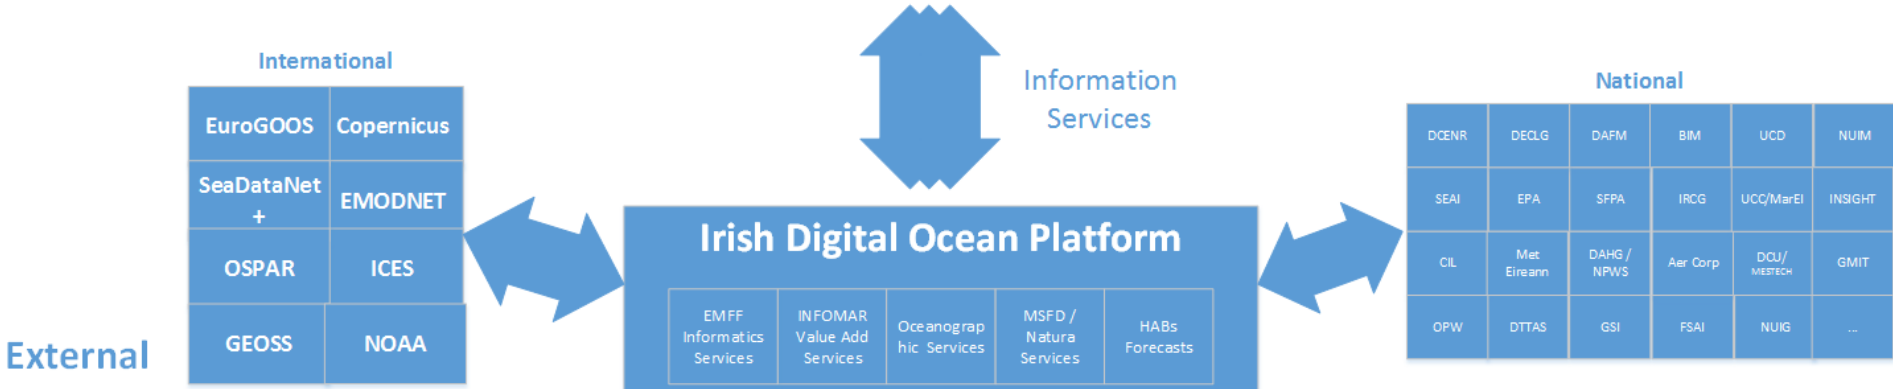 International
EuroGOOS
Copernicus
SeaDataNet
+
EMODNET
OSPAR
ICES
GEOSS
NOAA
External
Information
Services
Irish Digital Ocean Platform
EMFF
Informatics
Services
INFOMAR
Value Add
Services
Oceanograp
hic Services
MSFD /
Natura
Services
HABs
Forecasts
National
DCENR
DECLG
DAFM
BIM
UCD
NUIM
SEAI
EPA
SFPA
IRCG
UCC/MarEI
INSIGHT
CIL
Met
Eireann
DAHG /
NPWS
Aer Corp
DCU/
MESTECH
GMIT
OPW
DTTAS
GSI
FSAI
NUIG
...